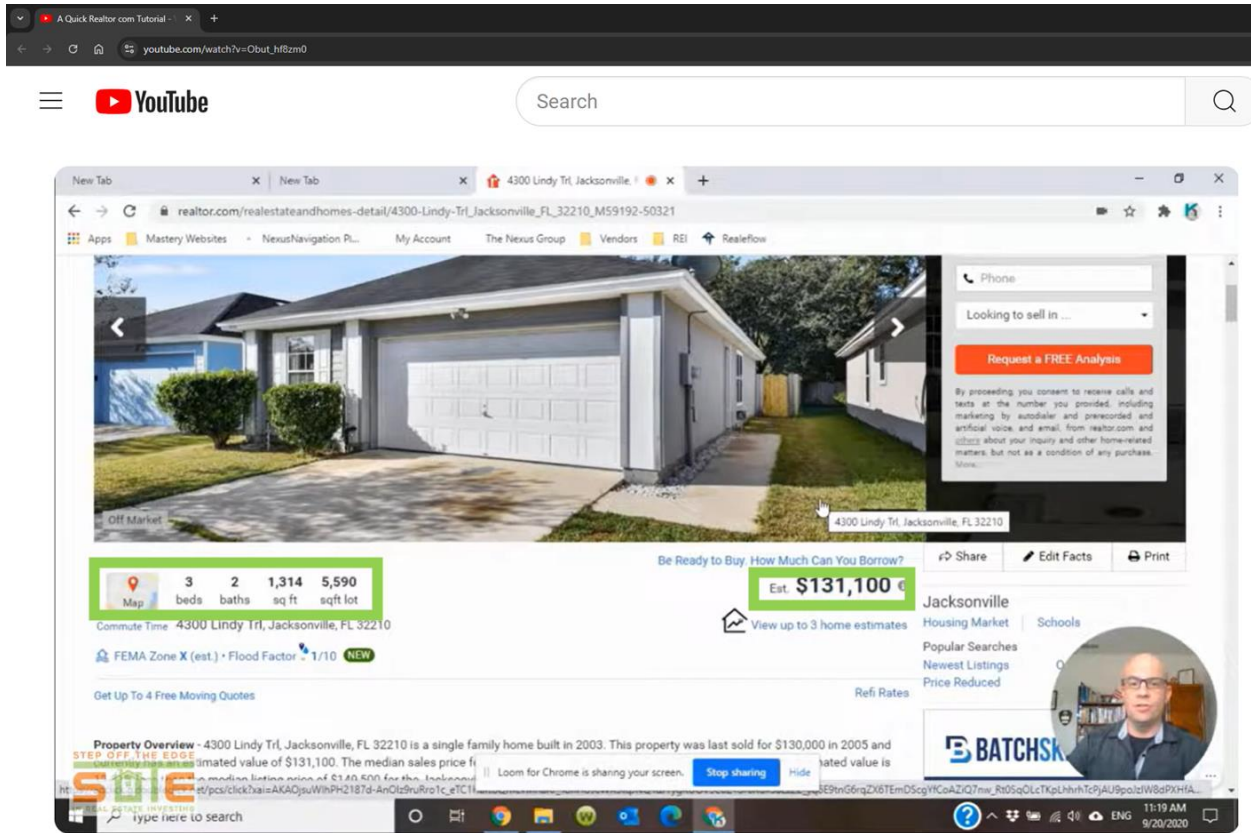 A Quick Realtor com Tutorial -
youtube.com/watch?v=Obut_hf8zm0
YouTube
Search
New Tab
New Tab
4300 Lindy Trl, Jacksonville,
realtor.com/realestateandhomes-detail/4300-Lindy-Trl_Jacksonville_FL_32210_M59192-50321
Apps Mastery Websites NexusNavigation Pl... My Account The Nexus Group Vendors REI Realeflow
Phone
Looking to sell in ...
Request a FREE Analysis
By proceeding, you consent to receive calls and
texts at the number you provided, including
marketing by autodialer and prerecorded and
artificial voice, and email, from realtor.com and
others about your inquiry and other home-related
matters, but not as a condition of any purchase.
More...
Off Market
4300 Lindy Trl, Jacksonville, FL 32210
Be Ready to Buy. How Much Can You Borrow?
Share Edit Facts Print
Map
3 beds 2 baths 1,314 sq ft 5,590 sqft lot
Est. $131,100
Commute Time 4300 Lindy Trl, Jacksonville, FL 32210
View up to 3 home estimates
FEMA Zone X (est.) • Flood Factor 1/10 NEW
Jacksonville
Housing Market Schools
Popular Searches
Newest Listings
Price Reduced
Get Up To 4 Free Moving Quotes
Refi Rates
Property Overview - 4300 Lindy Trl, Jacksonville, FL 32210 is a single family home built in 2003. This property was last sold for $130,000 in 2005 and
currently has an estimated value of $131,100. The median sales price
STEP OFF THE EDGE
REAL ESTATE INVESTING
Loom for Chrome is sharing your screen. Stop sharing Hide
Type here to search
ENG
11:19 AM
9/20/2020